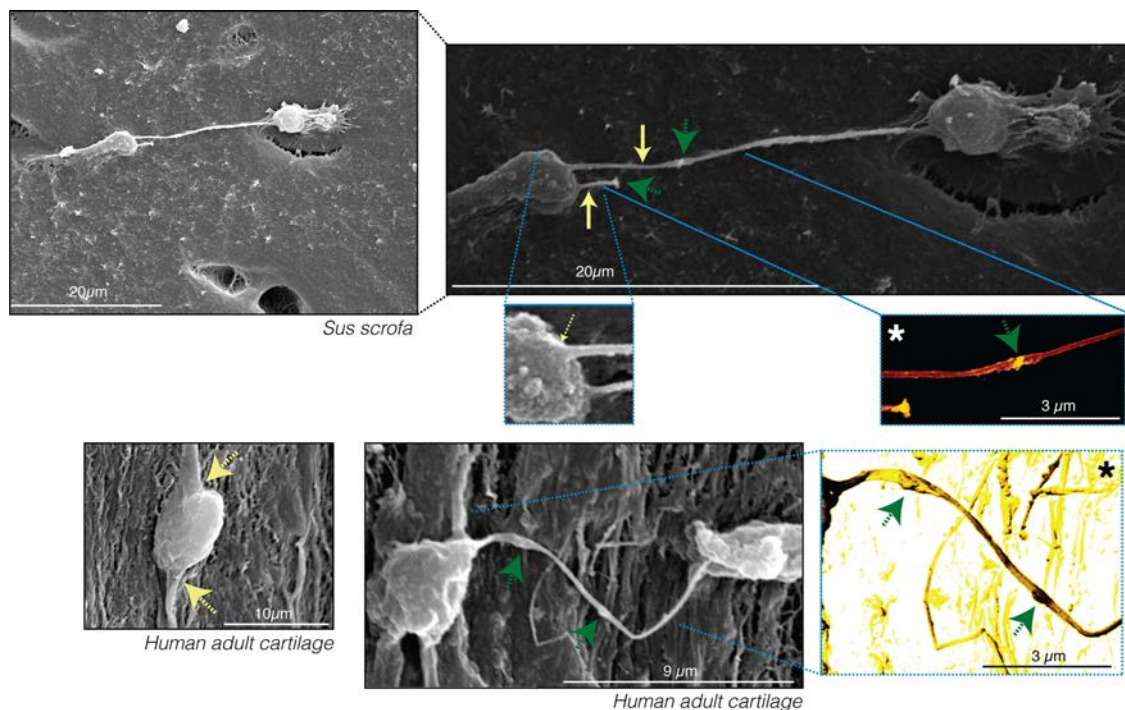 20µm
Sus scrofa
20µm
*
3 µm
10µm
Human adult cartilage
9 µm
Human adult cartilage
*
3 µm